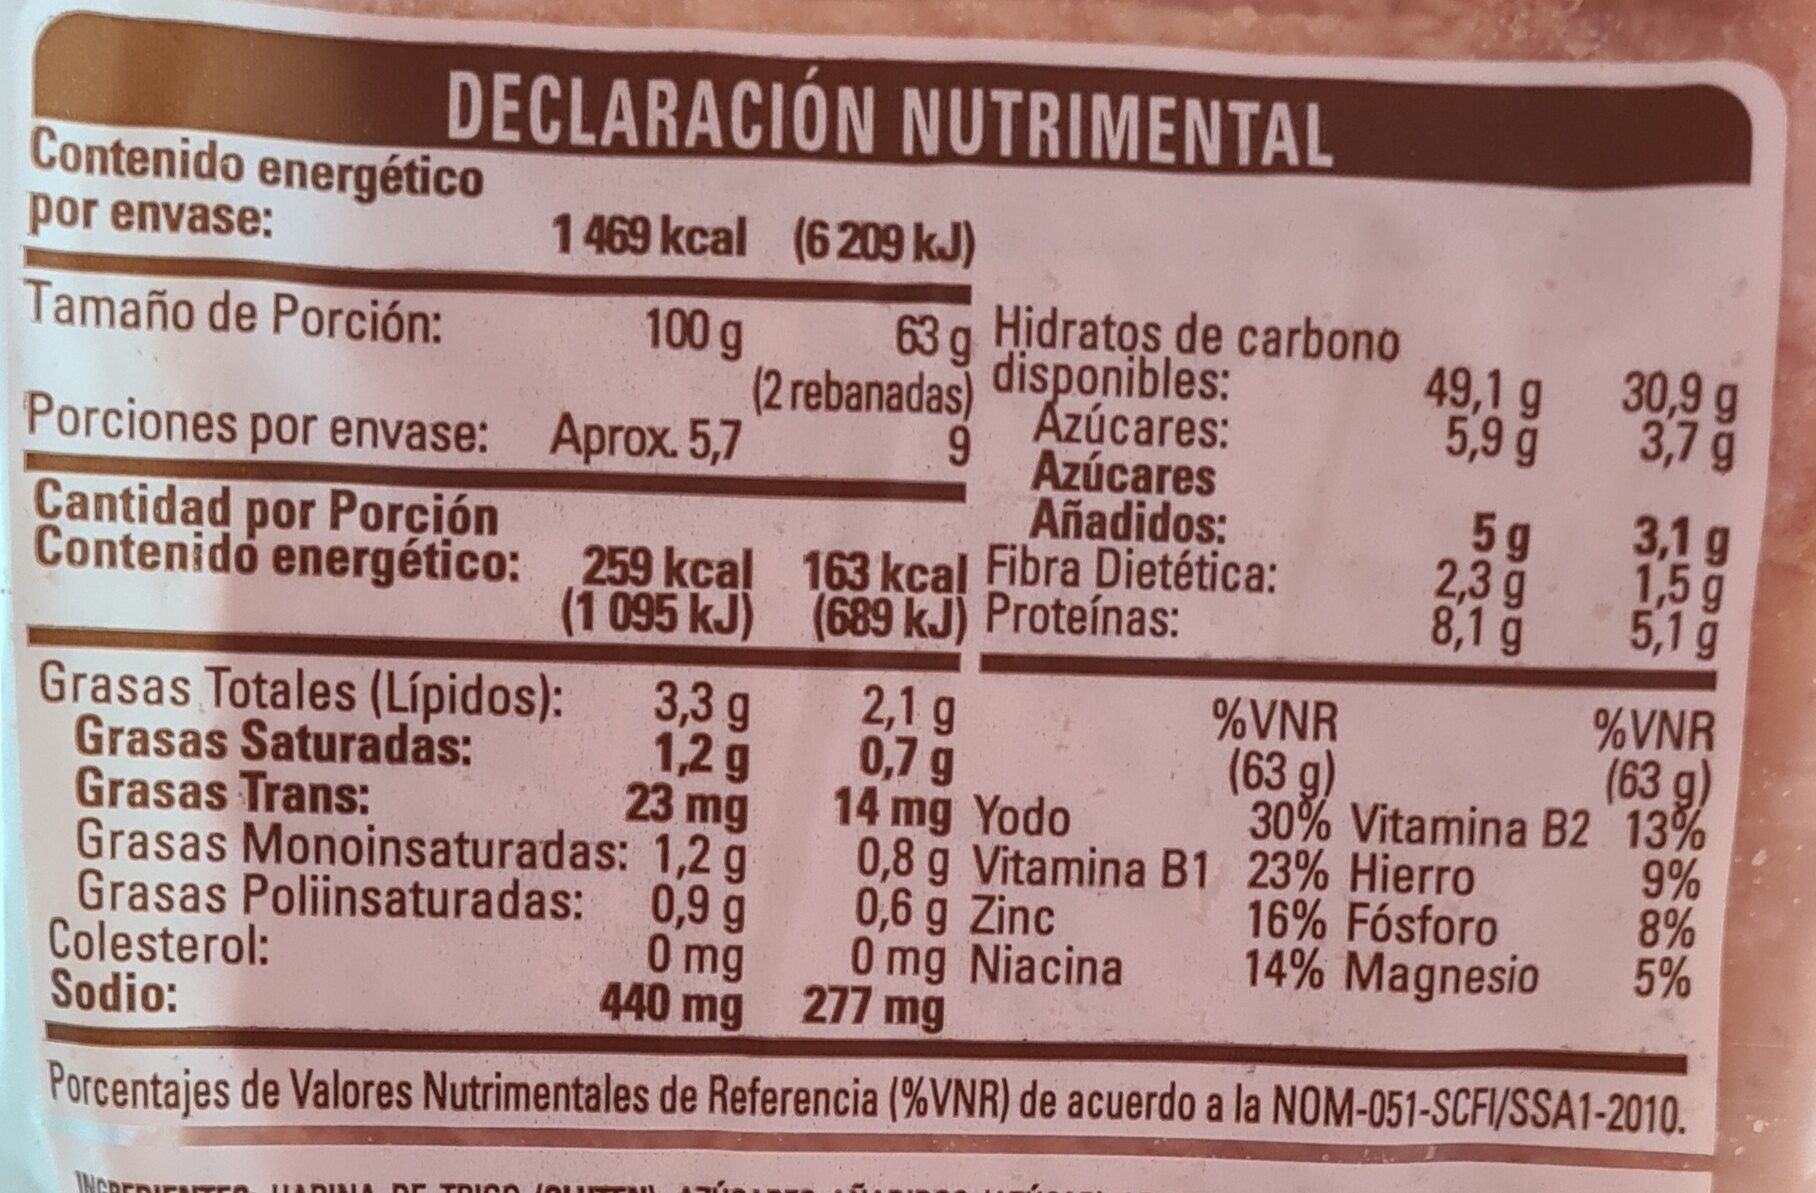 DECLARACIÓN NUTRIMENTAL
Contenido energético
por envase: 1 469 kcal (6 209 kJ)
Tamaño de Porción: 100 g 63 g
(2 rebanadas)
Porciones por envase: Aprox. 5,7 9
Cantidad por Porción
Contenido energético: 259 kcal 163 kcal
(1 095 kJ) (689 kJ)
Grasas Totales (Lípidos): 3,3 g 2,1 g
Grasas Saturadas: 1,2 g 0,7 g
Grasas Trans: 23 mg 14 mg
Grasas Monoinsaturadas: 1,2 g 0,8 g
Grasas Poliinsaturadas: 0,9 g 0,6 g
Colesterol: 0 mg 0 mg
Sodio: 440 mg 277 mg
Hidratos de carbono
disponibles: 49,1 g 30,9 g
Azúcares: 5,9 g 3,7 g
Azúcares
Añadidos: 5 g 3,1 g
Fibra Dietética: 2,3 g 1,5 g
Proteínas: 8,1 g 5,1 g
%VNR %VNR
(63 g) (63 g)
Yodo 30% Vitamina B2 13%
Vitamina B1 23% Hierro 9%
Zinc 16% Fósforo 8%
Niacina 14% Magnesio 5%
Porcentajes de Valores Nutrimentales de Referencia (%VNR) de acuerdo a la NOM-051-SCFI/SSA1-2010.
INGREDIENTES HARINA DE TRIGO (GLUTEN)